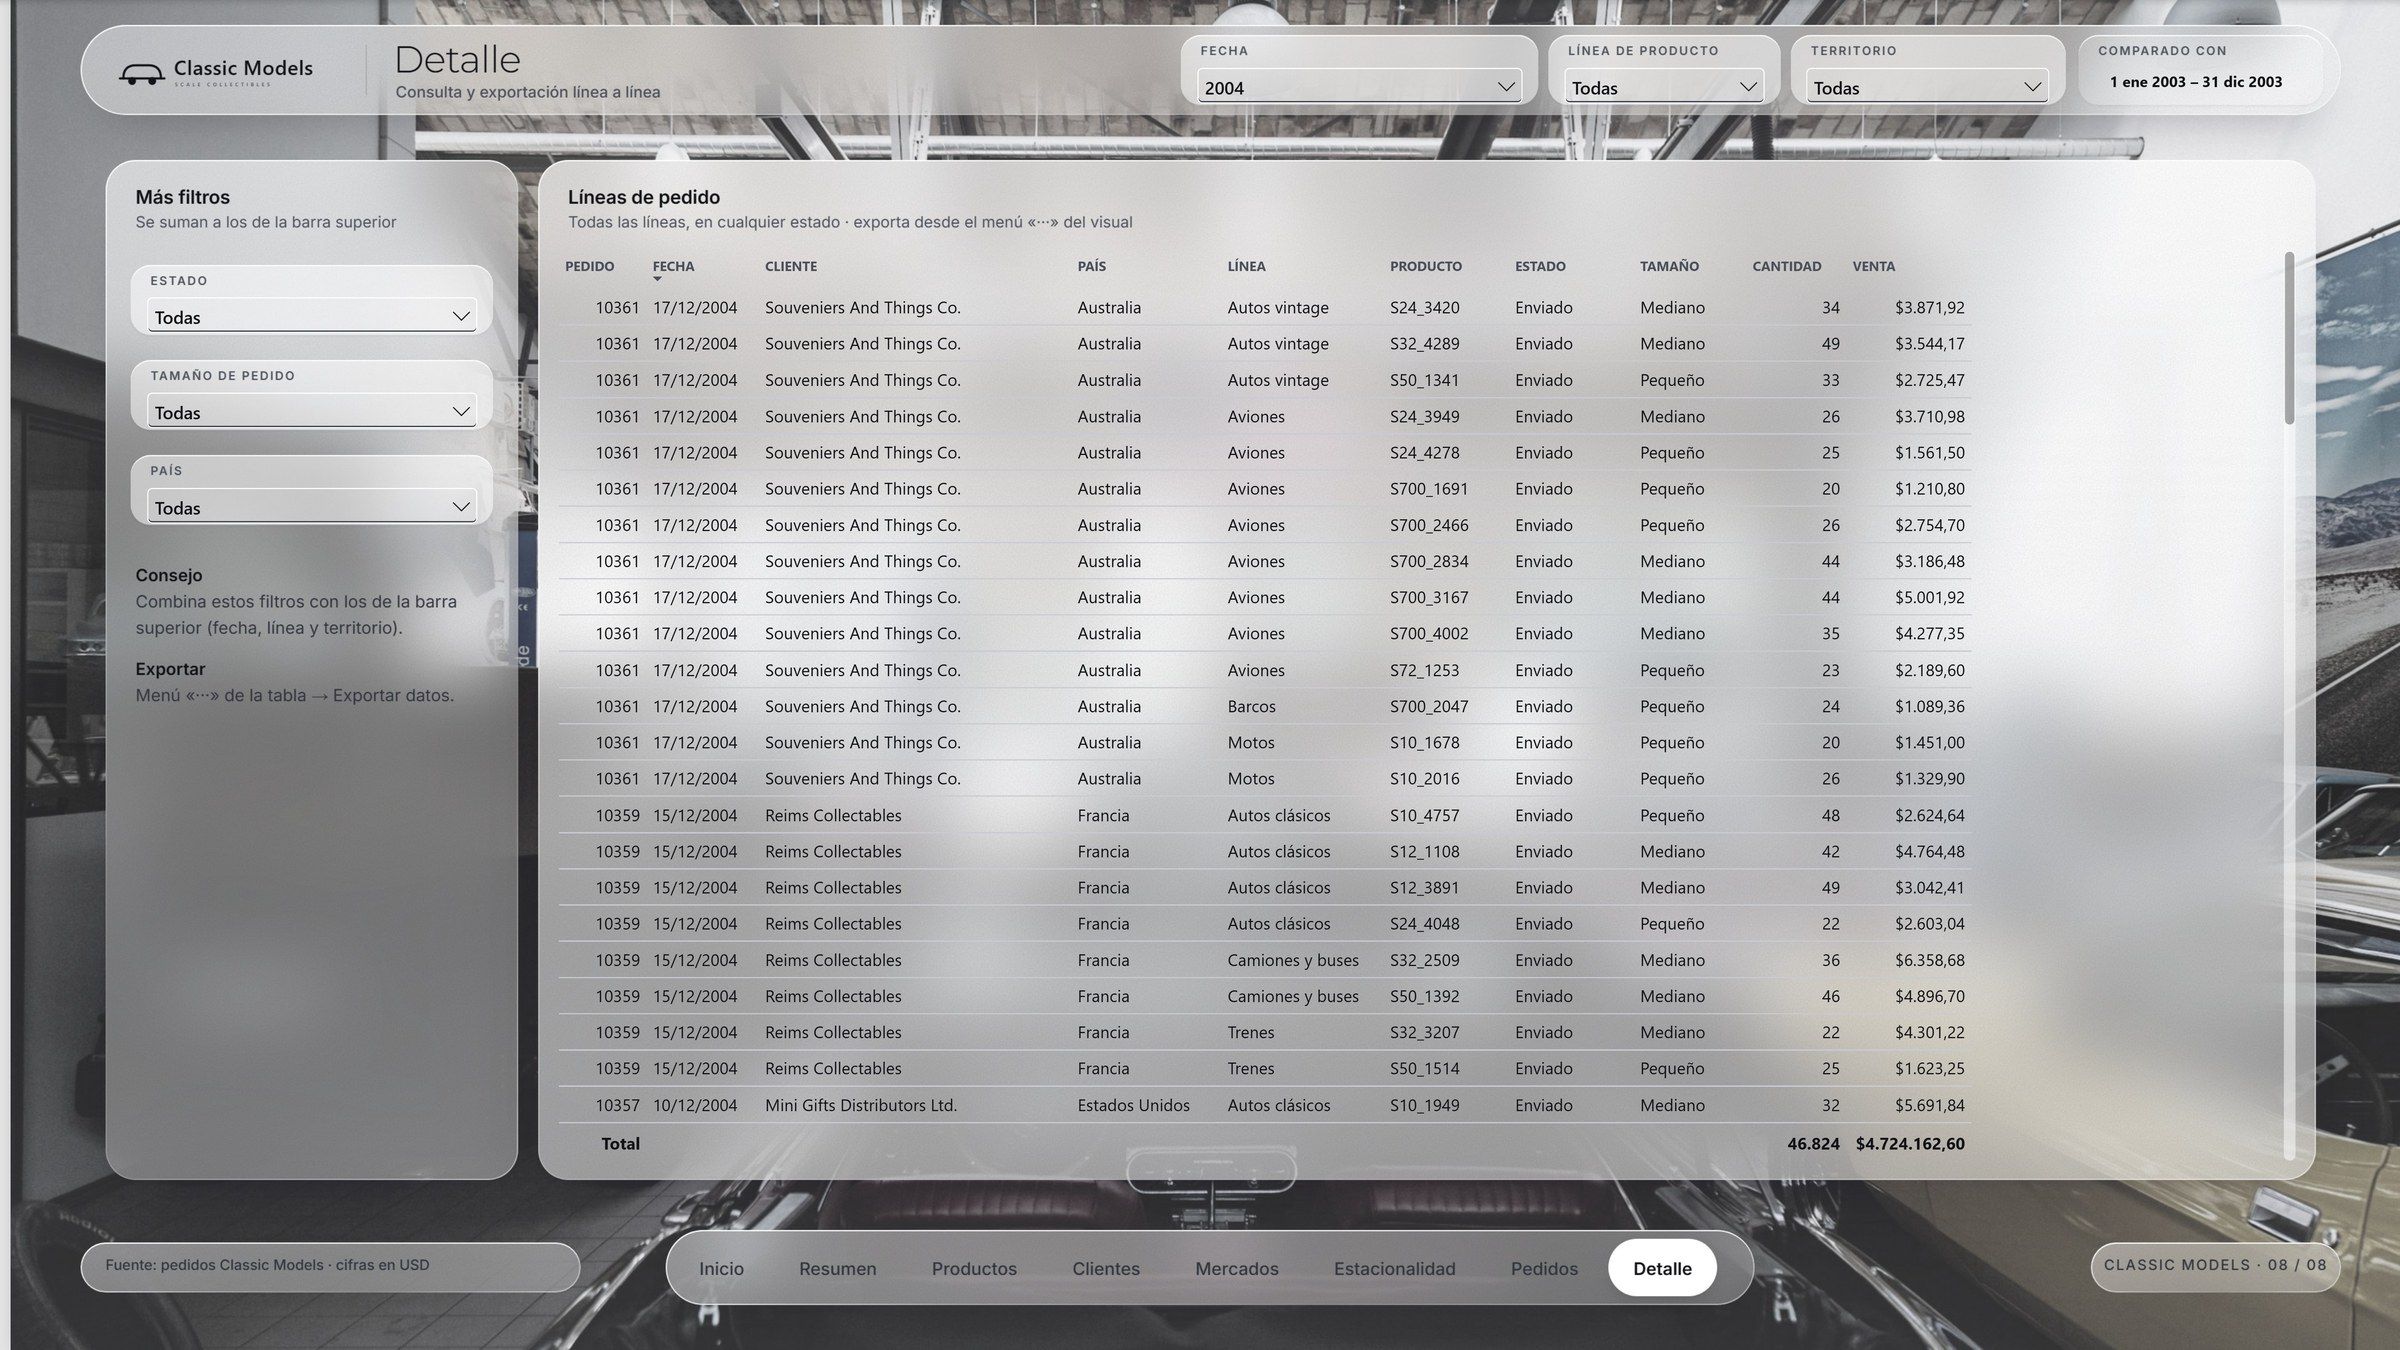 Classic Models
SCALE COLLECTIBLES
Detalle
Consulta y exportación línea a línea
FECHA
2004
LÍNEA DE PRODUCTO
Todas
TERRITORIO
Todas
COMPARADO CON
1 ene 2003 – 31 dic 2003
Más filtros
Se suman a los de la barra superior
ESTADO
Todas
TAMAÑO DE PEDIDO
Todas
PAÍS
Todas
Consejo
Combina estos filtros con los de la barra
superior (fecha, línea y territorio).
Exportar
Menú «···» de la tabla → Exportar datos.
Líneas de pedido
Todas las líneas, en cualquier estado · exporta desde el menú «···» del visual
PEDIDO FECHA CLIENTE PAÍS LÍNEA PRODUCTO ESTADO TAMAÑO CANTIDAD VENTA
10361 17/12/2004 Souveniers And Things Co. Australia Autos vintage S24_3420 Enviado Mediano 34 $3.871,92
10361 17/12/2004 Souveniers And Things Co. Australia Autos vintage S32_4289 Enviado Mediano 49 $3.544,17
10361 17/12/2004 Souveniers And Things Co. Australia Autos vintage S50_1341 Enviado Pequeño 33 $2.725,47
10361 17/12/2004 Souveniers And Things Co. Australia Aviones S24_3949 Enviado Mediano 26 $3.710,98
10361 17/12/2004 Souveniers And Things Co. Australia Aviones S24_4278 Enviado Pequeño 25 $1.561,50
10361 17/12/2004 Souveniers And Things Co. Australia Aviones S700_1691 Enviado Pequeño 20 $1.210,80
10361 17/12/2004 Souveniers And Things Co. Australia Aviones S700_2466 Enviado Pequeño 26 $2.754,70
10361 17/12/2004 Souveniers And Things Co. Australia Aviones S700_2834 Enviado Mediano 44 $3.186,48
10361 17/12/2004 Souveniers And Things Co. Australia Aviones S700_3167 Enviado Mediano 44 $5.001,92
10361 17/12/2004 Souveniers And Things Co. Australia Aviones S700_4002 Enviado Mediano 35 $4.277,35
10361 17/12/2004 Souveniers And Things Co. Australia Aviones S72_1253 Enviado Pequeño 23 $2.189,60
10361 17/12/2004 Souveniers And Things Co. Australia Barcos S700_2047 Enviado Pequeño 24 $1.089,36
10361 17/12/2004 Souveniers And Things Co. Australia Motos S10_1678 Enviado Pequeño 20 $1.451,00
10361 17/12/2004 Souveniers And Things Co. Australia Motos S10_2016 Enviado Pequeño 26 $1.329,90
10359 15/12/2004 Reims Collectables Francia Autos clásicos S10_4757 Enviado Pequeño 48 $2.624,64
10359 15/12/2004 Reims Collectables Francia Autos clásicos S12_1108 Enviado Mediano 42 $4.764,48
10359 15/12/2004 Reims Collectables Francia Autos clásicos S12_3891 Enviado Mediano 49 $3.042,41
10359 15/12/2004 Reims Collectables Francia Autos clásicos S24_4048 Enviado Pequeño 22 $2.603,04
10359 15/12/2004 Reims Collectables Francia Camiones y buses S32_2509 Enviado Mediano 36 $6.358,68
10359 15/12/2004 Reims Collectables Francia Camiones y buses S50_1392 Enviado Mediano 46 $4.896,70
10359 15/12/2004 Reims Collectables Francia Trenes S32_3207 Enviado Mediano 22 $4.301,22
10359 15/12/2004 Reims Collectables Francia Trenes S50_1514 Enviado Pequeño 25 $1.623,25
10357 10/12/2004 Mini Gifts Distributors Ltd. Estados Unidos Autos clásicos S10_1949 Enviado Mediano 32 $5.691,84
Total 46.824 $4.724.162,60
Fuente: pedidos Classic Models · cifras en USD
Inicio Resumen Productos Clientes Mercados Estacionalidad Pedidos Detalle
CLASSIC MODELS · 08 / 08